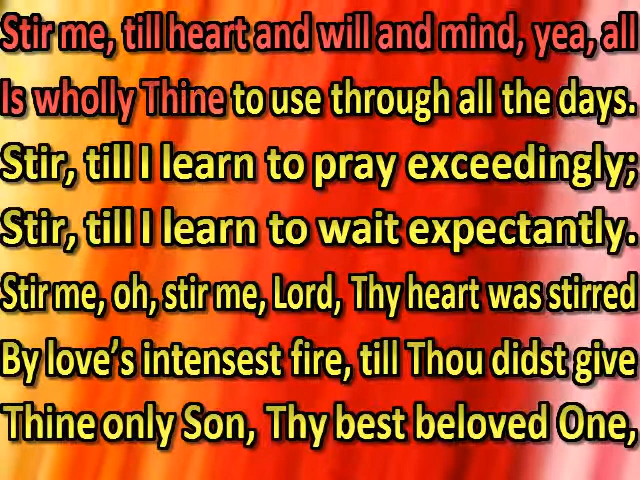 Stir me, till heart and will and mind, yea, all
Is wholly Thine to use through all the days.
Stir, till I learn to pray exceedingly;
Stir, till I learn to wait expectantly.
Stir me, oh, stir me, Lord, Thy heart was stirred
By love's intensest fire, till Thou didst give
Thine only Son, Thy best beloved One,